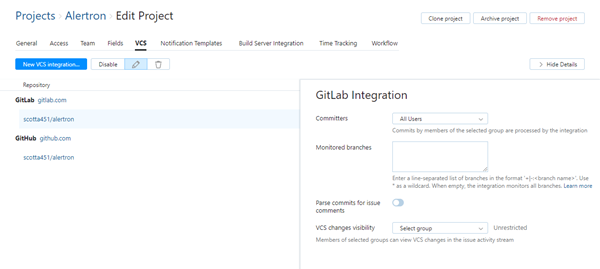 Projects › Alertron › Edit Project
Clone project
Archive project
Remove project
General
Access
Team
Fields
VCS
Notification Templates
Build Server Integration
Time Tracking
Workflow
New VCS integration...
Disable
Hide Details
Repository
GitLab gitlab.com
scotta451/alertron
GitHub github.com
scotta451/alertron
GitLab Integration
Committers
All Users
Commits by members of the selected group are processed by the integration
Monitored branches
Enter a line-separated list of branches in the format '+|-:<branch name>'. Use
* as a wildcard. When empty, the integration monitors all branches. Learn more
Parse commits for issue
comments
VCS changes visibility
Select group
Unrestricted
Members of selected groups can view VCS changes in the issue activity stream